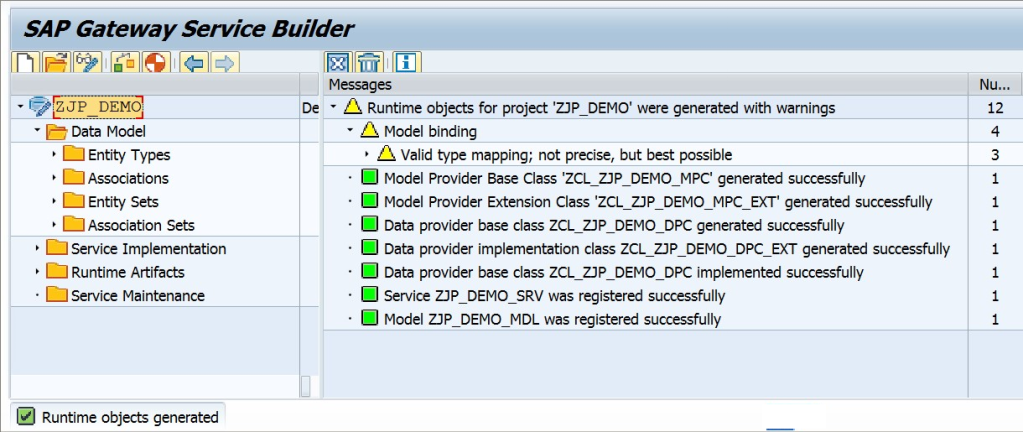 SAP Gateway Service Builder
Messages Nu...
ZJP_DEMO De
Data Model
Entity Types
Associations
Entity Sets
Association Sets
Service Implementation
Runtime Artifacts
Service Maintenance
Runtime objects for project 'ZJP_DEMO' were generated with warnings 12
Model binding 4
Valid type mapping; not precise, but best possible 3
Model Provider Base Class 'ZCL_ZJP_DEMO_MPC' generated successfully 1
Model Provider Extension Class 'ZCL_ZJP_DEMO_MPC_EXT' generated successfully 1
Data provider base class ZCL_ZJP_DEMO_DPC generated successfully 1
Data provider implementation class ZCL_ZJP_DEMO_DPC_EXT generated successfully 1
Data provider base class ZCL_ZJP_DEMO_DPC implemented successfully 1
Service ZJP_DEMO_SRV was registered successfully 1
Model ZJP_DEMO_MDL was registered successfully 1
Runtime objects generated